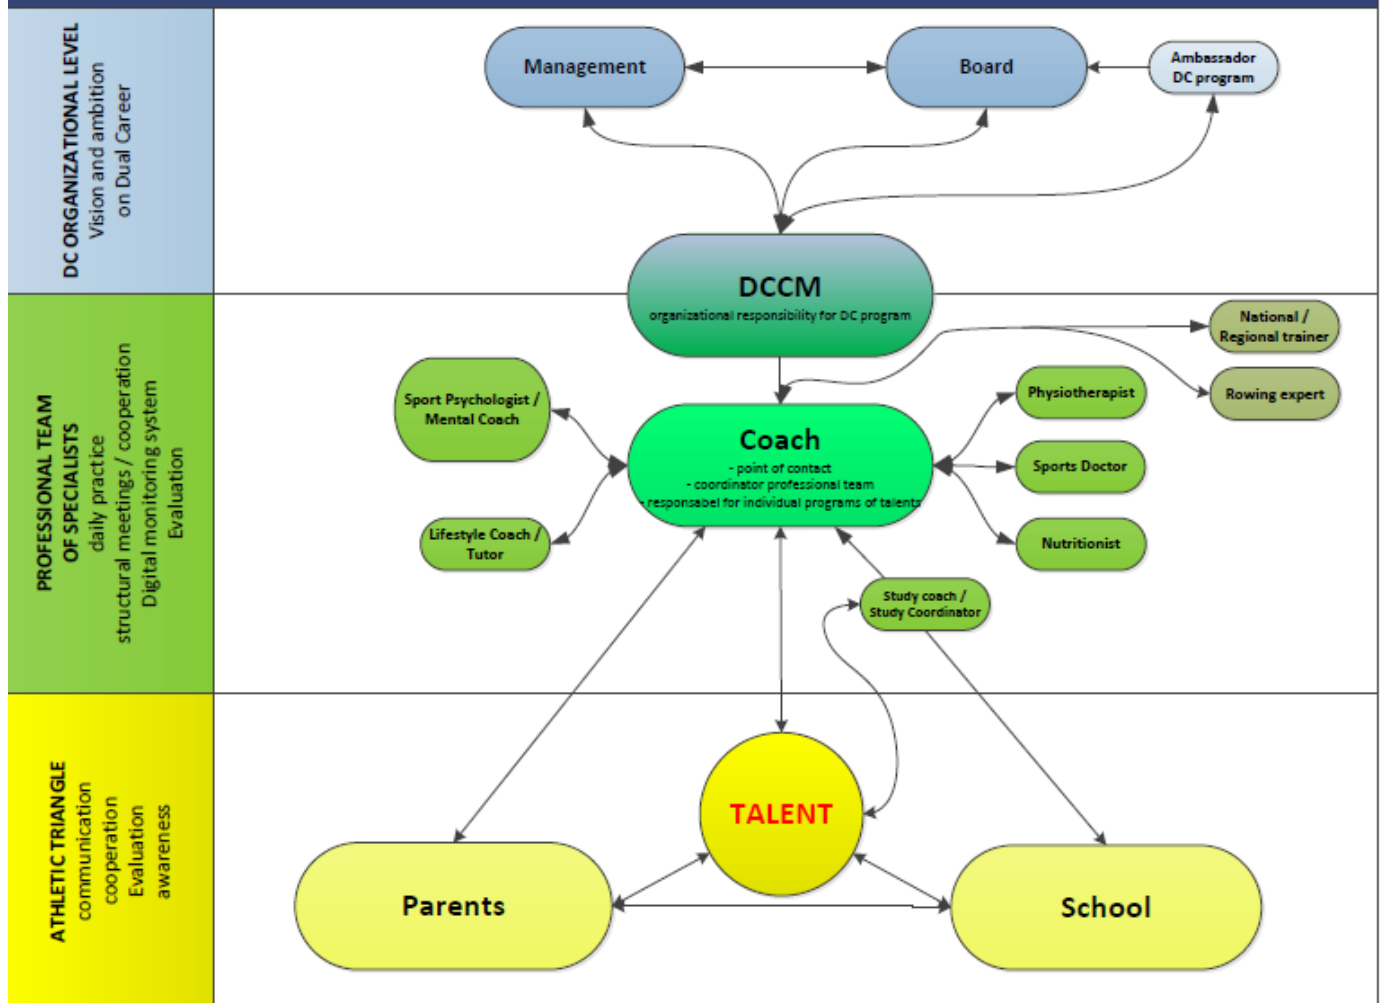 DC ORGANIZATIONAL LEVEL
Vision and ambition
on Dual Career
Management
Board
Ambassador
DC program
DCCM
organizational responsibility for DC program
PROFESSIONAL TEAM
OF SPECIALISTS
daily practice
structural meetings / cooperation
Digital monitoring system
Evaluation
National /
Regional trainer
Rowing expert
Sport Psychologist /
Mental Coach
Physiotherapist
Coach
- point of contact
- coordinator professional team
- responsabel for individual programs of talents
Sports Doctor
Lifestyle Coach /
Tutor
Nutritionist
Study coach /
Study Coordinator
ATHLETIC TRIANGLE
communication
cooperation
Evaluation
awareness
TALENT
Parents
School